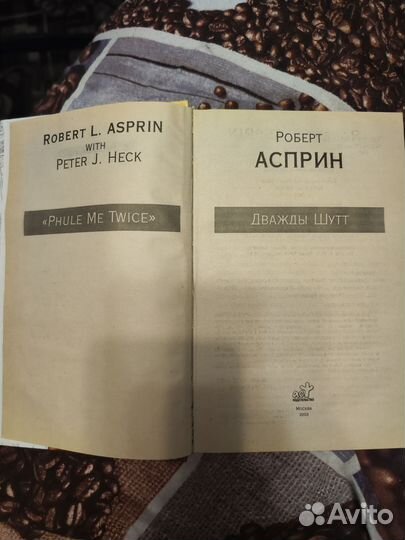 ROBERT L. ASPRIN
WITH
PETER J. HECK
«PHULE ME TWICE»
РОБЕРТ
АСПРИН
ДВАЖДЫ ШУТТ
МОСКВА
Avito